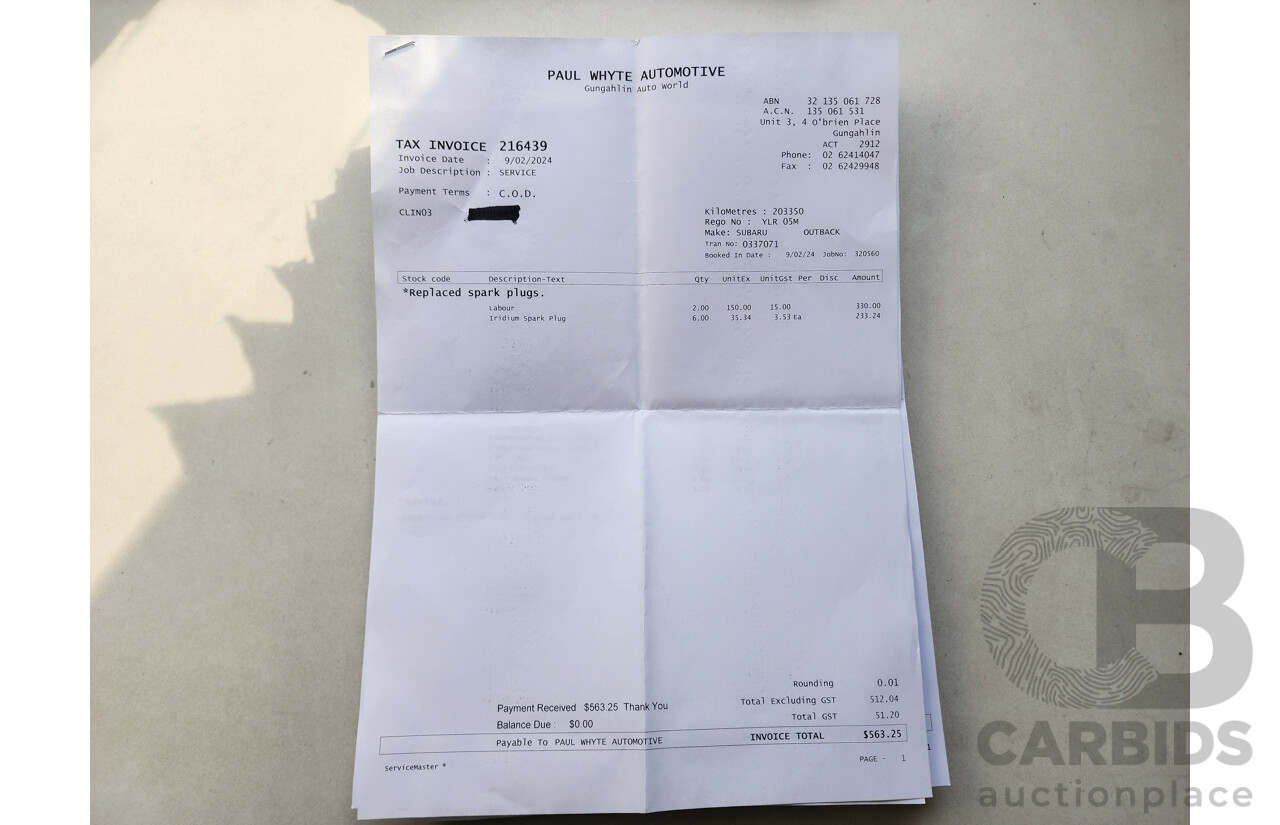 PAUL WHYTE AUTOMOTIVE
Gungahlin Auto World
ABN 32 135 061 728
A.C.N. 135 061 531
Unit 3, 4 O'brien Place
Gungahlin
ACT 2912
Phone: 02 62414047
Fax : 02 62429948
TAX INVOICE 216439
Invoice Date : 9/02/2024
Job Description : SERVICE
Payment Terms : C.O.D.
CLIN03
KiloMetres : 203350
Rego No : YLR 05M
Make: SUBARU OUTBACK
Tran No: 0337071
Booked In Date : 9/02/24 JobNo: 320560
Stock code Description-Text Qty UnitEx UnitGst Per Disc Amount
*Replaced spark plugs.
Labour 2.00 150.00 15.00 330.00
Iridium Spark Plug 6.00 35.34 3.53 Ea 233.24
Rounding 0.01
Total Excluding GST 512.04
Total GST 51.20
INVOICE TOTAL $563.25
Payment Received $563.25 Thank You
Balance Due : $0.00
Payable To PAUL WHYTE AUTOMOTIVE
ServiceMaster *
PAGE - 1
1
CARBIDS
auctionplace